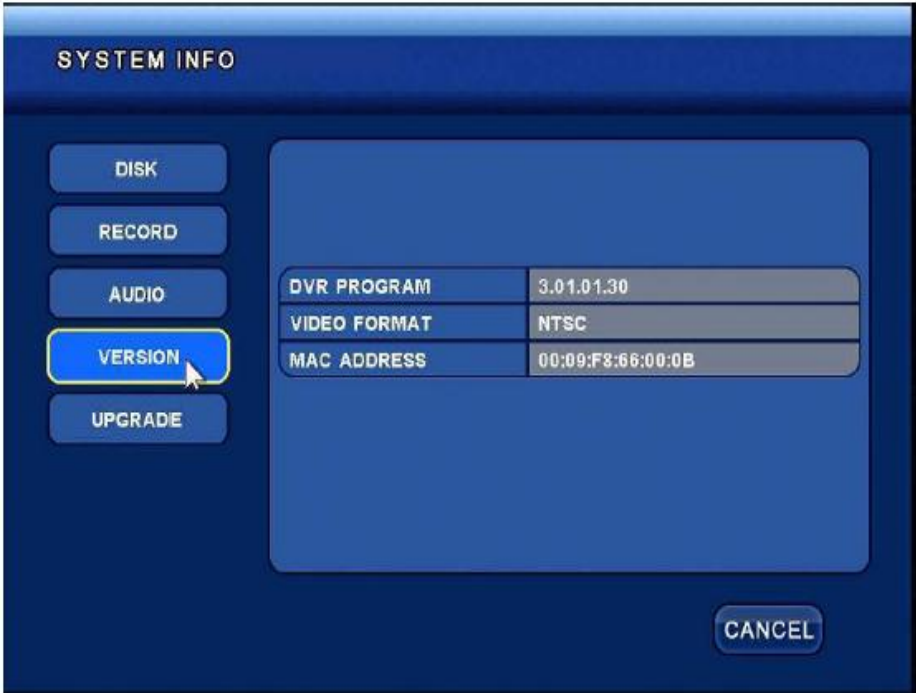 SYSTEM INFO
DISK
RECORD
AUDIO
VERSION
UPGRADE
DVR PROGRAM 3.01.01.30
VIDEO FORMAT NTSC
MAC ADDRESS 00:09:F8:66:00:0B
CANCEL